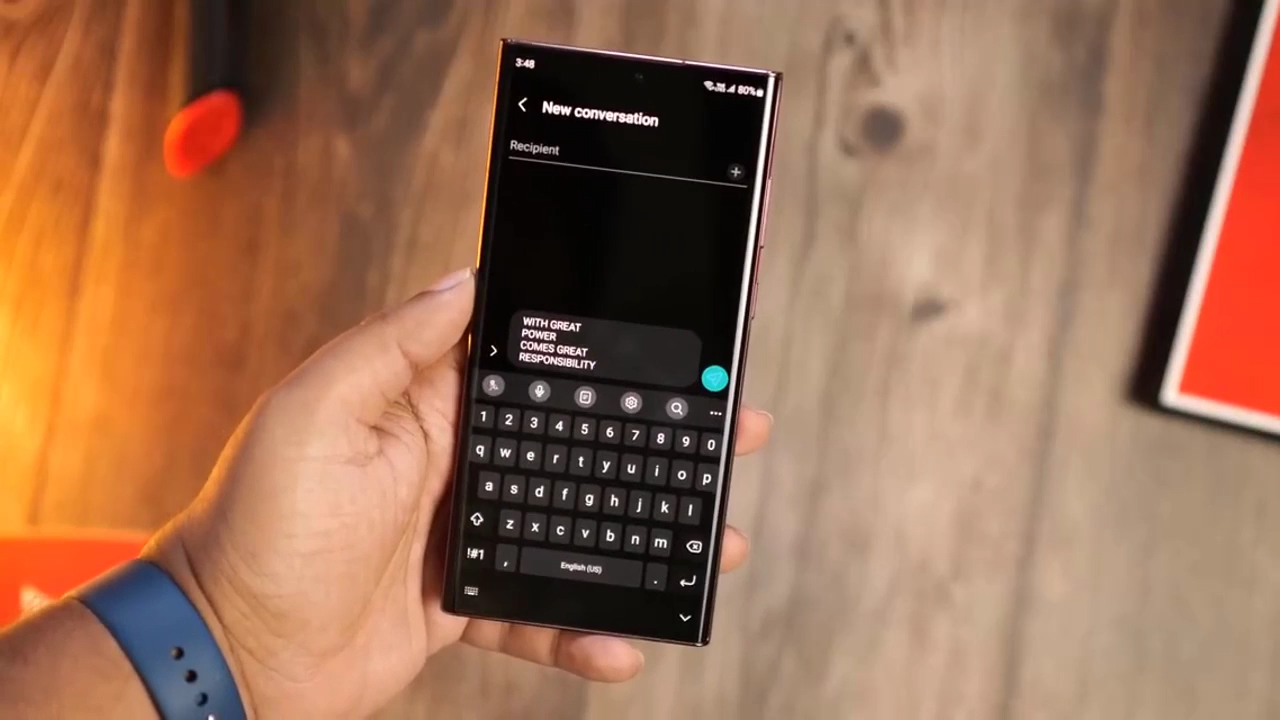 3:48
80%
New conversation
Recipient
WITH GREAT
POWER
COMES GREAT
RESPONSIBILITY
1 2 3 4 5 6 7 8 9 0
q w e r t y u i o p
a s d f g h j k l
z x c v b n m
!#1 , English (US) .